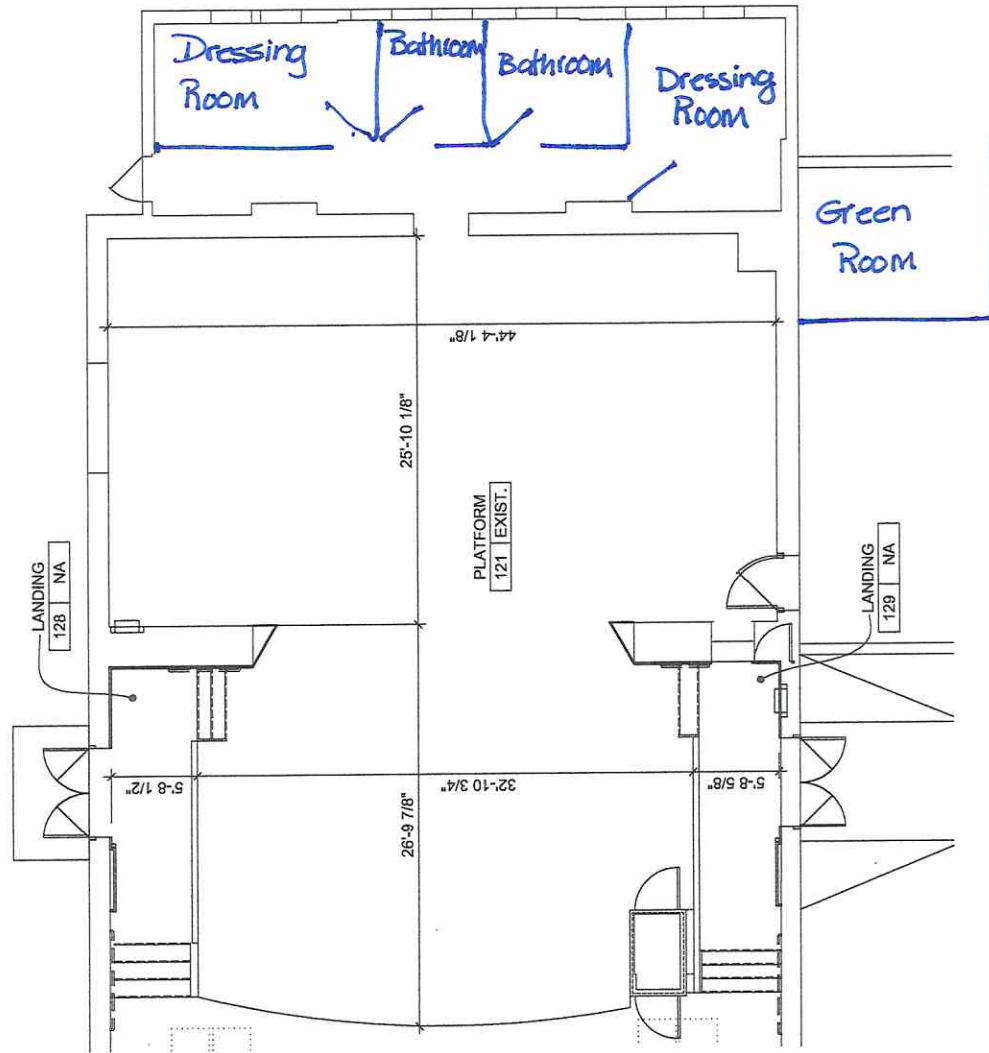 Dressing
Room
Bathroom
Bathroom
Dressing
Room
Green
Room
44'-4 1/8"
25'-10 1/8"
PLATFORM
121 EXIST.
LANDING
128 NA
LANDING
129 NA
5'-8 1/2"
32'-10 3/4"
5'-8 5/8"
26'-9 7/8"